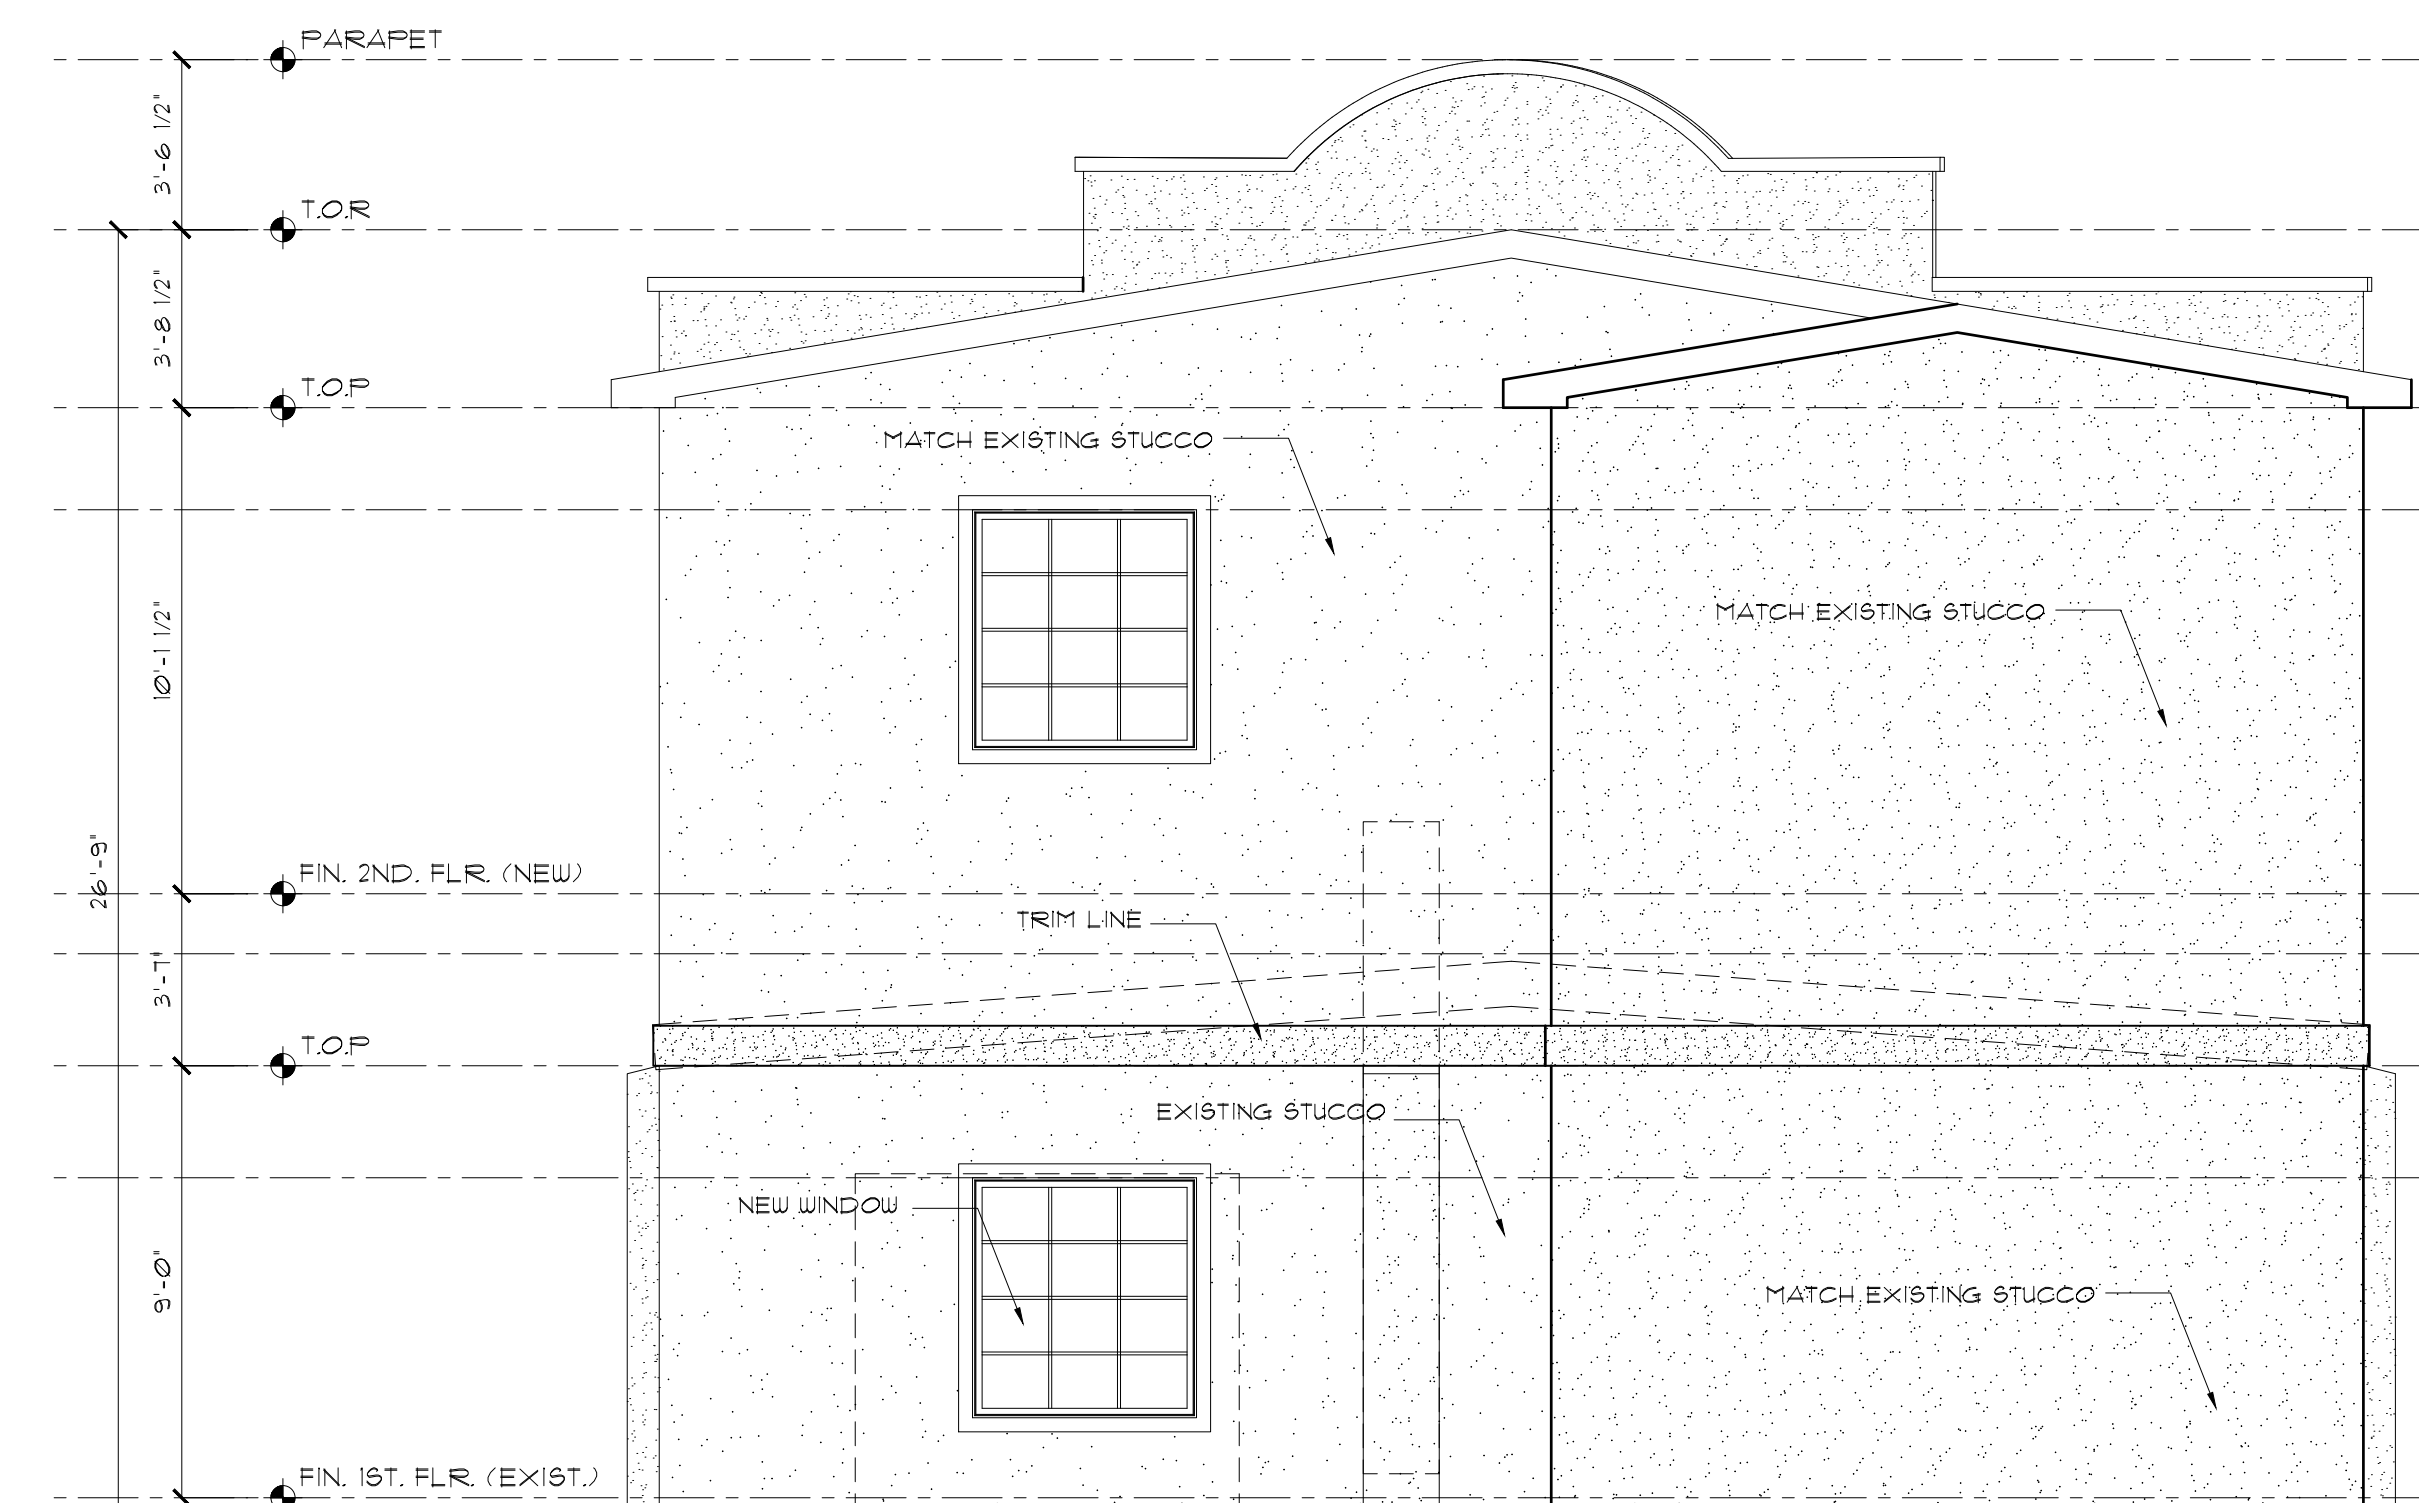 PARAPET
3'-6 1/2"
T.O.R
3'-8 1/2"
T.O.P
MATCH EXISTING STUCCO
10'-1 1/2"
MATCH EXISTING STUCCO
26'-9"
FIN. 2ND. FLR. (NEW)
TRIM LINE
3'-7"
T.O.P
EXISTING STUCCO
NEW WINDOW
9'-0"
MATCH EXISTING STUCCO
FIN. 1ST. FLR. (EXIST.)